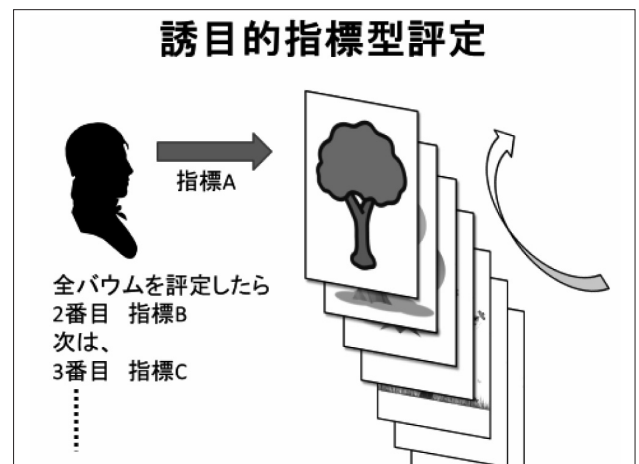 誘目的指標型評定
指標A
全バウムを評定したら
2番目 指標B
次は、
3番目 指標C